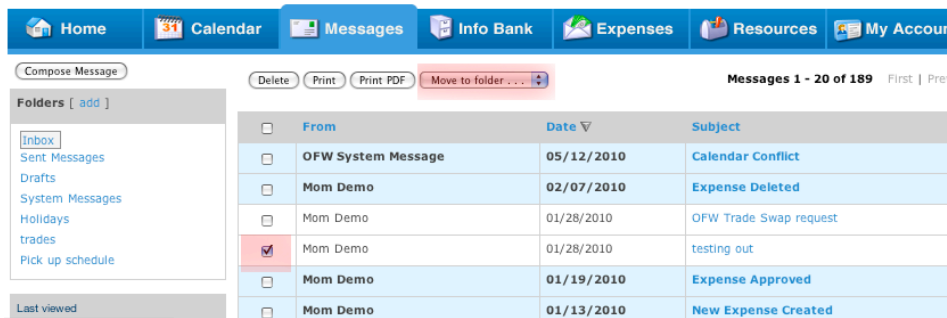 31
Home Calendar Messages Info Bank Expenses Resources My Accour
Compose Message
Delete Print Print PDF Move to folder . . . Messages 1 - 20 of 189 First | Pre
Folders [ add ]
Inbox
Sent Messages
Drafts
System Messages
Holidays
trades
Pick up schedule
Last viewed
From Date Subject
OFW System Message 05/12/2010 Calendar Conflict
Mom Demo 02/07/2010 Expense Deleted
Mom Demo 01/28/2010 OFW Trade Swap request
Mom Demo 01/28/2010 testing out
Mom Demo 01/19/2010 Expense Approved
Mom Demo 01/13/2010 New Expense Created